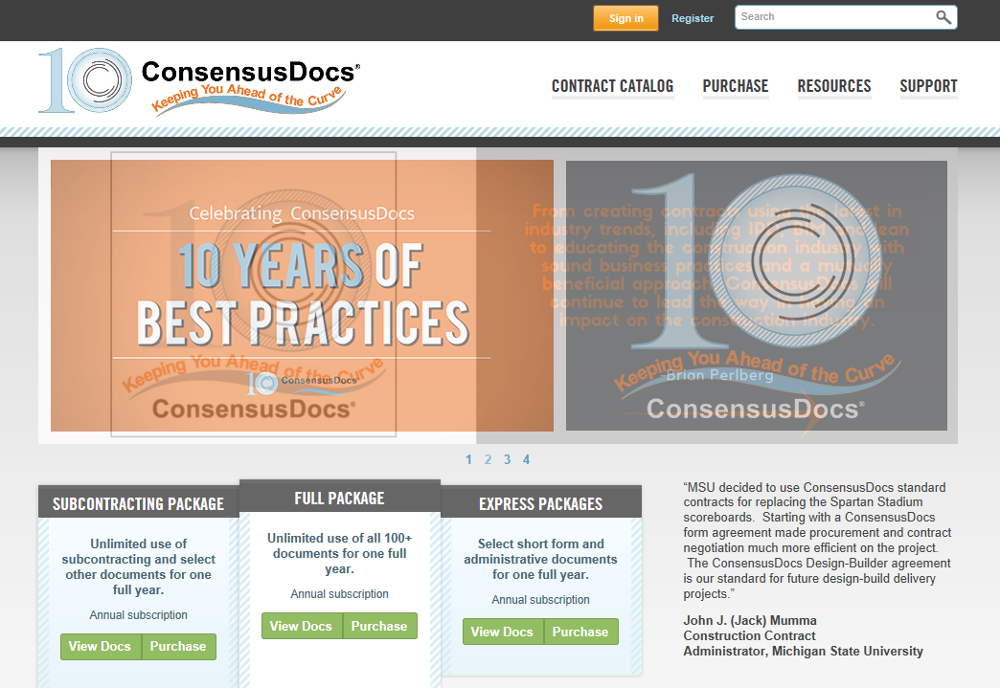 Sign in
Register
Search
10
ConsensusDocs®
Keeping You Ahead of the Curve
CONTRACT CATALOG
PURCHASE
RESOURCES
SUPPORT
Celebrating ConsensusDocs
10 YEARS OF
BEST PRACTICES
10 ConsensusDocs®
10
Keeping You Ahead of the Curve
ConsensusDocs®
From creating contracts using the latest in
industry trends, including IPD, BIM and lean
to educating the construction industry with
sound business practices and a mutually
beneficial approach, ConsensusDocs will
continue to lead the way in making an
impact on the construction industry.
Brian Perlberg
10
Keeping You Ahead of the Curve
ConsensusDocs®
1 2 3 4
SUBCONTRACTING PACKAGE
Unlimited use of
subcontracting and select
other documents for one
full year.
Annual subscription
View Docs
Purchase
FULL PACKAGE
Unlimited use of all 100+
documents for one full
year.
Annual subscription
View Docs
Purchase
EXPRESS PACKAGES
Select short form and
administrative documents
for one full year.
Annual subscription
View Docs
Purchase
“MSU decided to use ConsensusDocs standard
contracts for replacing the Spartan Stadium
scoreboards. Starting with a ConsensusDocs
form agreement made procurement and contract
negotiation much more efficient on the project.
The ConsensusDocs Design-Builder agreement
is our standard for future design-build delivery
projects.”
John J. (Jack) Mumma
Construction Contract
Administrator, Michigan State University